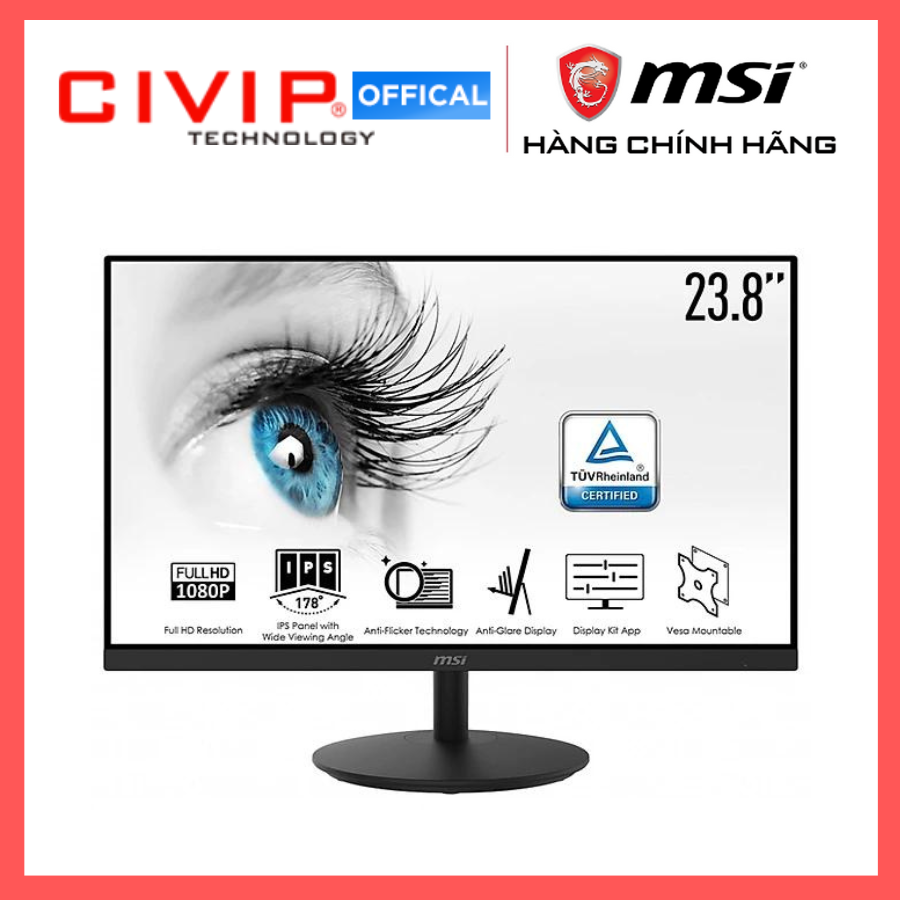 CIVIP®
OFFICAL
TECHNOLOGY
msi®
HÀNG CHÍNH HÃNG
23.8”
TÜVRheinland®
CERTIFIED
FULL HD
1080P
IPS
178°
Full HD Resolution
IPS Panel with
Wide Viewing Angle
Anti-Flicker Technology
Anti-Glare Display
Display Kit App
Vesa Mountable
msi